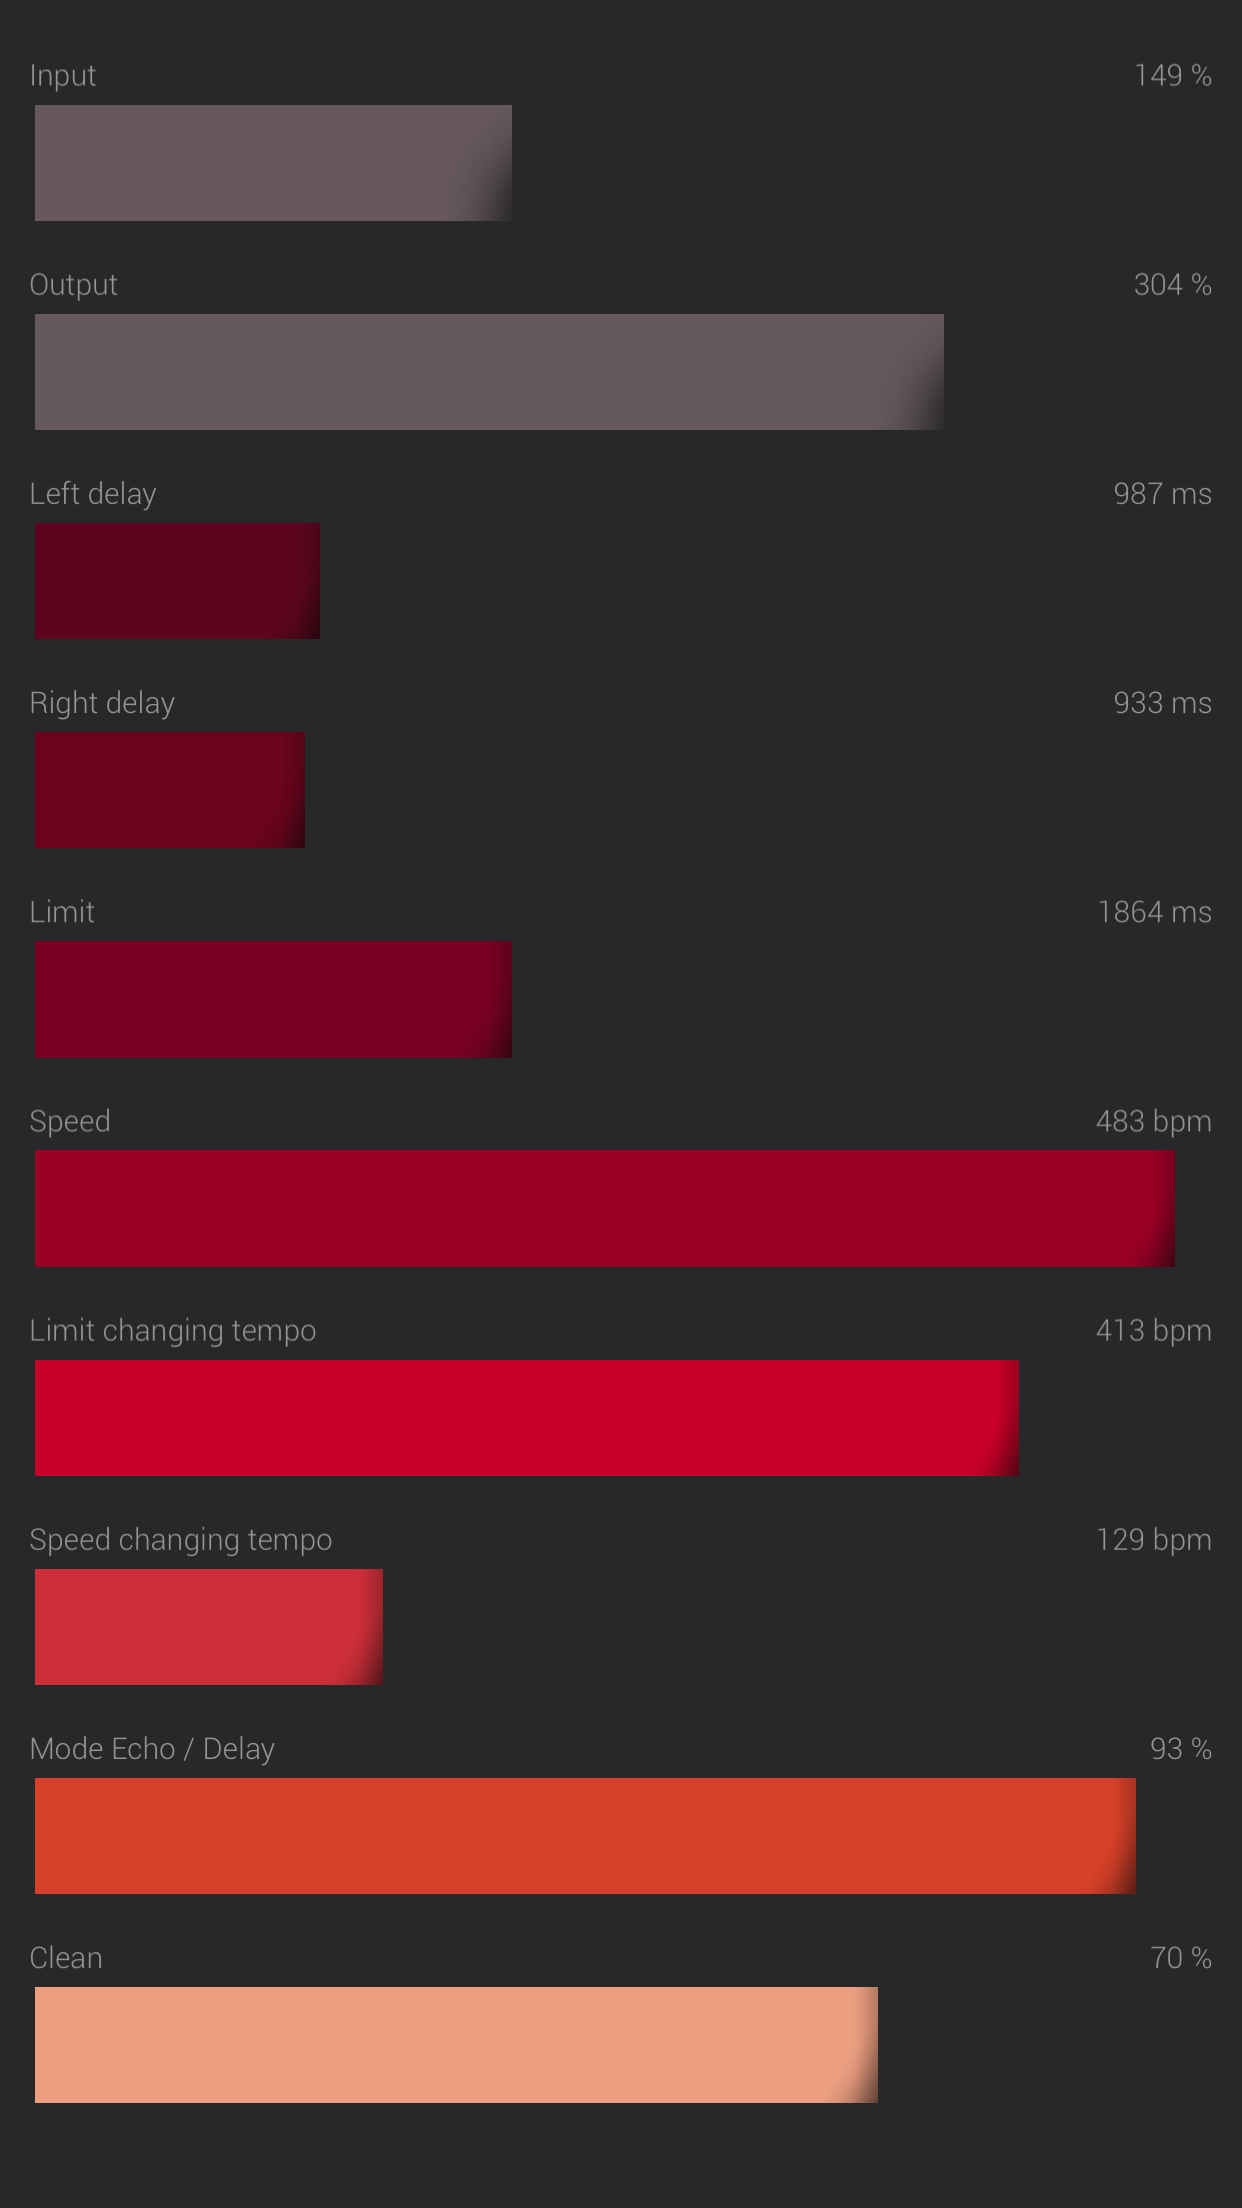 Input 149 %
Output 304 %
Left delay 987 ms
Right delay 933 ms
Limit 1864 ms
Speed 483 bpm
Limit changing tempo 413 bpm
Speed changing tempo 129 bpm
Mode Echo / Delay 93 %
Clean 70 %